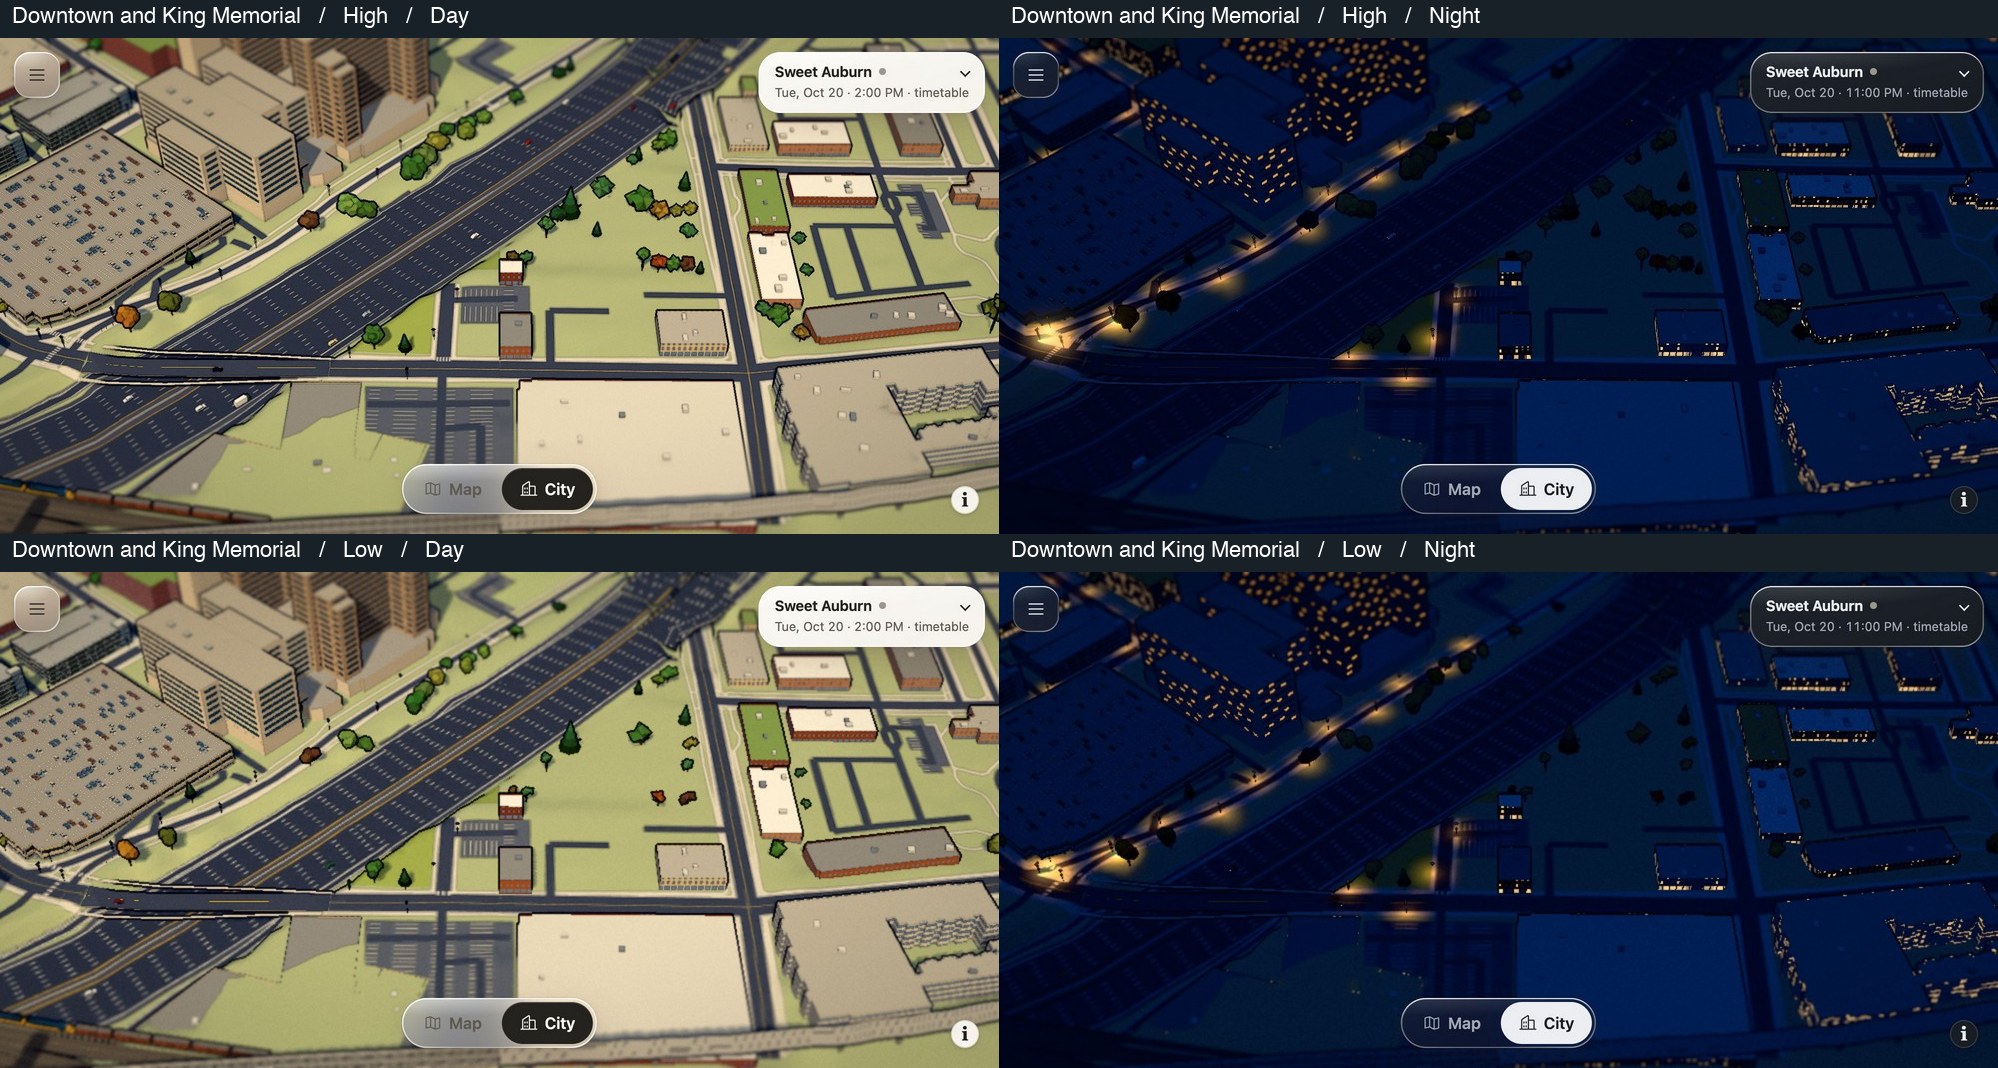 Downtown and King Memorial / High / Day
Sweet Auburn
Tue, Oct 20 · 2:00 PM · timetable
Map
City
i
Downtown and King Memorial / High / Night
Sweet Auburn
Tue, Oct 20 · 11:00 PM · timetable
Map
City
i
Downtown and King Memorial / Low / Day
Sweet Auburn
Tue, Oct 20 · 2:00 PM · timetable
Map
City
i
Downtown and King Memorial / Low / Night
Sweet Auburn
Tue, Oct 20 · 11:00 PM · timetable
Map
City
i